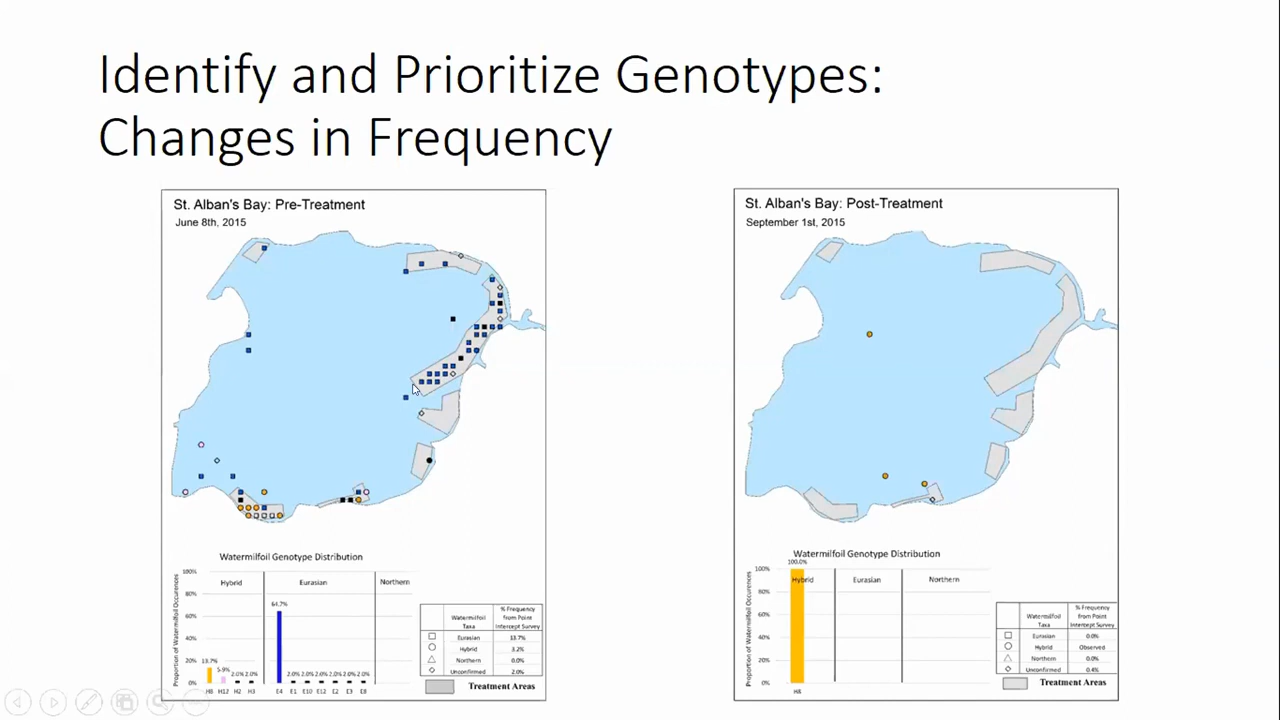 Identify and Prioritize Genotypes:
Changes in Frequency
St. Alban's Bay: Pre-Treatment
June 8th, 2015
Watermilfoil Genotype Distribution
Proportion of Watermilfoil Occurences
100%
80%
60%
40%
20%
0%
Hybrid
Eurasian
Northern
13.7%
5.9%
2.0%
2.0%
64.7%
2.0%
2.0%
2.0%
2.0%
2.0%
2.0%
H8
H12
H2
H3
E4
E1
E10
E12
E2
E3
E8
Watermilfoil Taxa
% Frequency from Point Intercept Survey
Eurasian 13.7%
Hybrid 3.2%
Northern 0.0%
Unconfirmed 2.0%
Treatment Areas
St. Alban's Bay: Post-Treatment
September 1st, 2015
Watermilfoil Genotype Distribution
Proportion of Watermilfoil Occurences
100%
80%
60%
40%
20%
0%
100.0%
Hybrid
Eurasian
Northern
H8
Watermilfoil Taxa
% Frequency from Point Intercept Survey
Eurasian 0.0%
Hybrid Observed
Northern 0.0%
Unconfirmed 0.4%
Treatment Areas